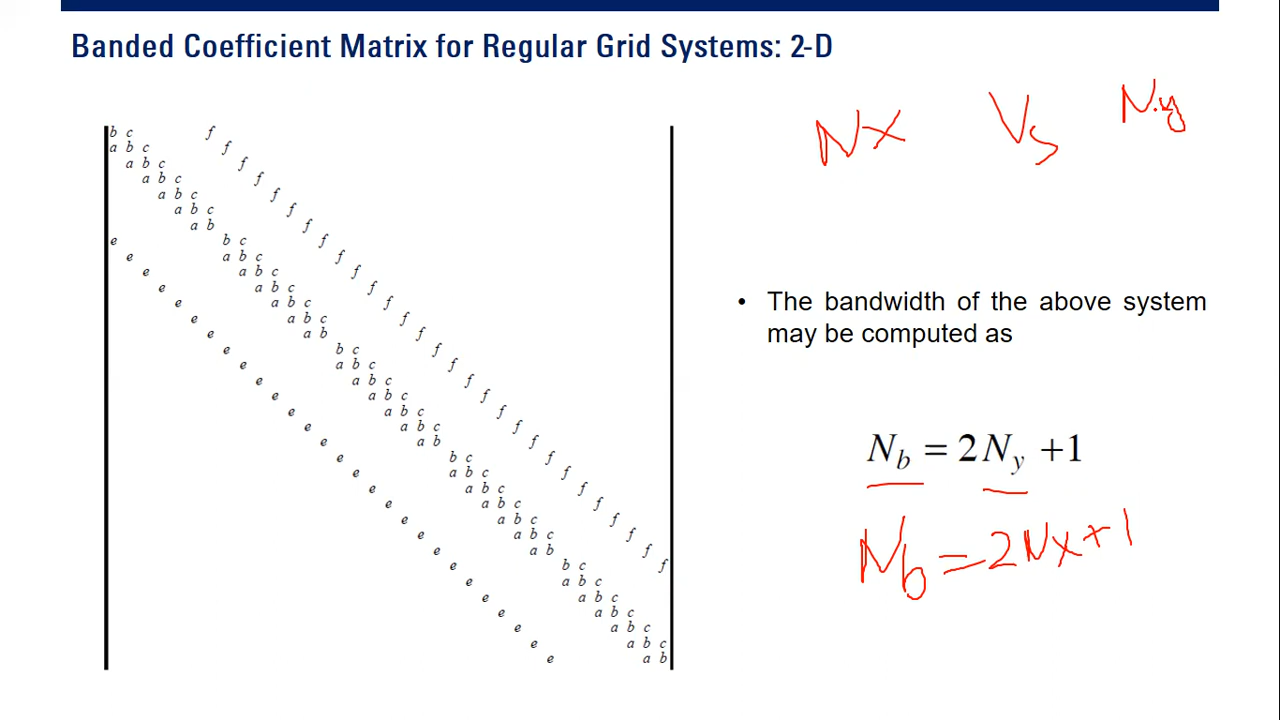 Banded Coefficient Matrix for Regular Grid Systems: 2-D
Nx Vs Ny
b c f
a b c f
a b c f
a b c f
a b c f
a b c f
a b f
e b c f
e a b c f
e a b c f
e a b c f
e a b c f
e a b c f
e a b f
e b c f
e a b c f
e a b c f
e a b c f
e a b c f
e a b c f
e a b f
e b c f
e a b c f
e a b c f
e a b c f
e a b c f
e a b c f
e a b f
e b c f
e a b c
e a b c
e a b c
e a b c
e a b c
e a b
• The bandwidth of the above system
may be computed as
N_b = 2N_y + 1
Nb = 2Nx+1